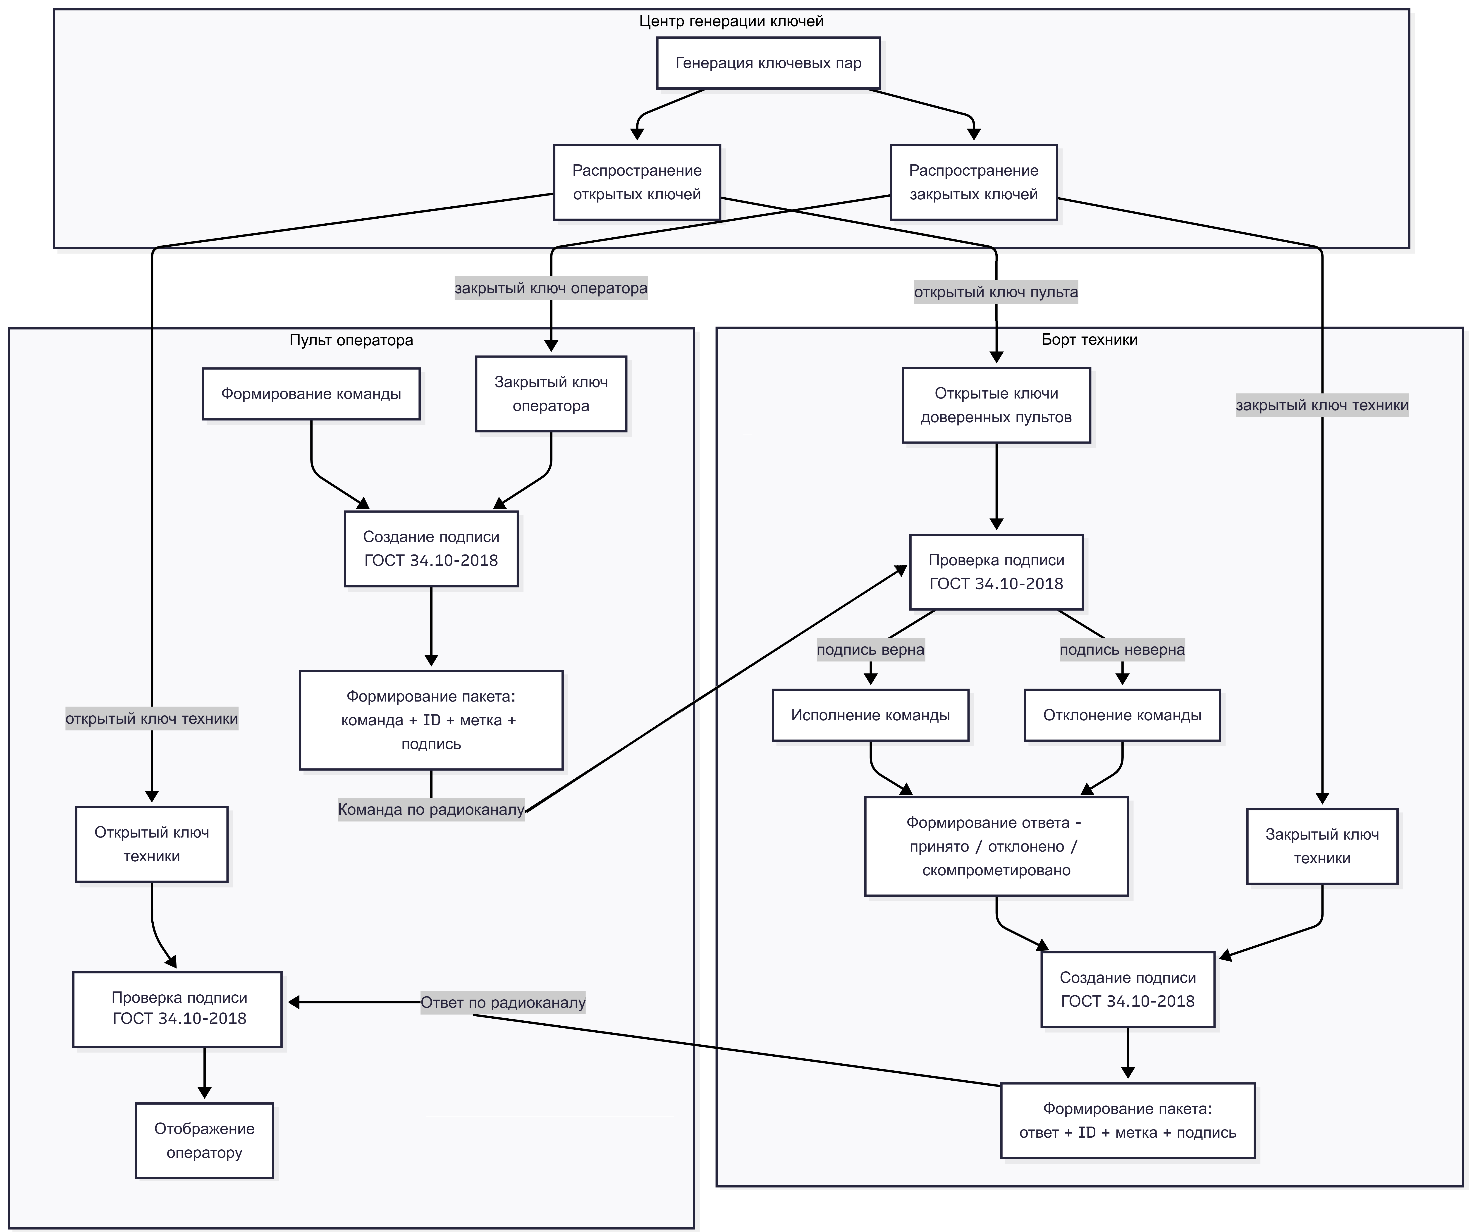 Центр генерации ключей
Генерация ключевых пар
Распространение
открытых ключей
Распространение
закрытых ключей
закрытый ключ оператора
открытый ключ пульта
Пульт оператора
Формирование команды
Закрытый ключ
оператора
Создание подписи
ГОСТ 34.10-2018
Формирование пакета:
команда + ID + метка +
подпись
открытый ключ техники
Команда по радиоканалу
Открытый ключ
техники
Проверка подписи
ГОСТ 34.10-2018
Ответ по радиоканалу
Отображение
оператору
Борт техники
Открытые ключи
доверенных пультов
закрытый ключ техники
Проверка подписи
ГОСТ 34.10-2018
подпись верна
подпись неверна
Исполнение команды
Отклонение команды
Формирование ответа -
принято / отклонено /
скомпрометировано
Закрытый ключ
техники
Создание подписи
ГОСТ 34.10-2018
Формирование пакета:
ответ + ID + метка + подпись